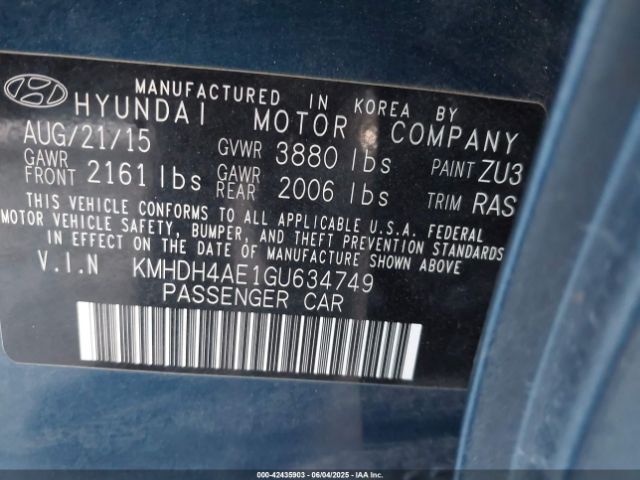 MANUFACTURED IN KOREA BY
HYUNDAI MOTOR COMPANY
AUG/21/15 GVWR 3880 lbs PAINT ZU3
GAWR FRONT 2161 lbs GAWR REAR 2006 lbs TRIM RAS
THIS VEHICLE CONFORMS TO ALL APPLICABLE U.S.A. FEDERAL
MOTOR VEHICLE SAFETY, BUMPER, AND THEFT PREVENTION STANDARDS
IN EFFECT ON THE DATE OF MANUFACTURE SHOWN ABOVE.
V.I.N KMHDH4AE1GU634749
PASSENGER CAR
000-42435903 - 06/04/2025 - IAA Inc.